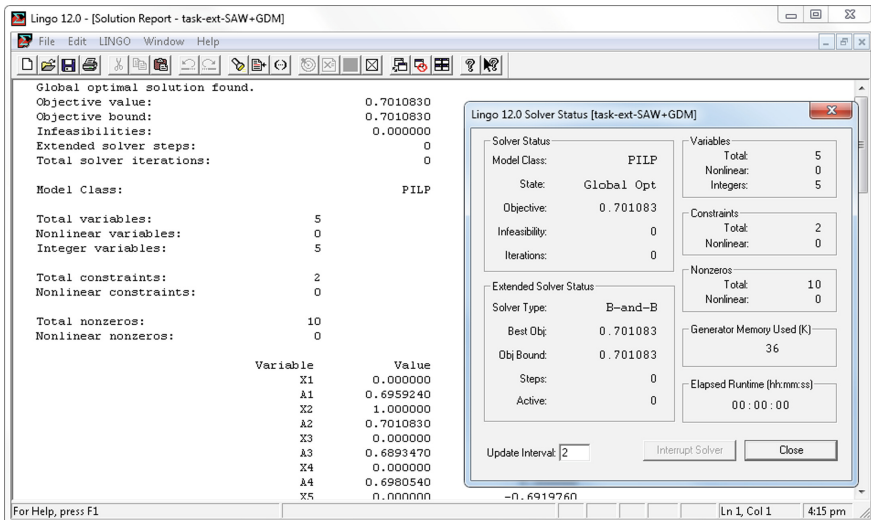 Lingo 12.0 - [Solution Report - task-ext-SAW+GDM]
File Edit LINGO Window Help
Global optimal solution found.
Objective value: 0.7010830
Objective bound: 0.7010830
Infeasibilities: 0.000000
Extended solver steps: 0
Total solver iterations: 0
Model Class: PILP
Total variables: 5
Nonlinear variables: 0
Integer variables: 5
Total constraints: 2
Nonlinear constraints: 0
Total nonzeros: 10
Nonlinear nonzeros: 0
Variable Value
X1 0.000000
A1 0.6959240
X2 1.000000
A2 0.7010830
X3 0.000000
A3 0.6893470
X4 0.000000
A4 0.6980540
X5 0.000000 -0.6919760
Lingo 12.0 Solver Status [task-ext-SAW+GDM]
Solver Status
Model Class: PILP
State: Global Opt
Objective: 0.701083
Infeasibility: 0
Iterations: 0
Extended Solver Status
Solver Type: B-and-B
Best Obj: 0.701083
Obj Bound: 0.701083
Steps: 0
Active: 0
Update Interval: 2
Variables
Total: 5
Nonlinear: 0
Integers: 5
Constraints
Total: 2
Nonlinear: 0
Nonzeros
Total: 10
Nonlinear: 0
Generator Memory Used (K)
36
Elapsed Runtime (hh:mm:ss)
00:00:00
Interrupt Solver
Close
For Help, press F1
Ln 1, Col 1
4:15 pm